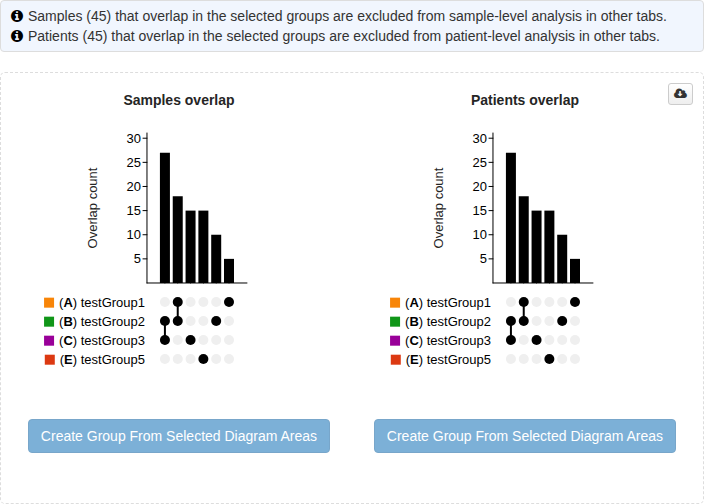 Samples (45) that overlap in the selected groups are excluded from sample-level analysis in other tabs.
Patients (45) that overlap in the selected groups are excluded from patient-level analysis in other tabs.
Samples overlap
30
25
20
15
10
5
Overlap count
(A) testGroup1
(B) testGroup2
(C) testGroup3
(E) testGroup5
Create Group From Selected Diagram Areas
Patients overlap
30
25
20
15
10
5
Overlap count
(A) testGroup1
(B) testGroup2
(C) testGroup3
(E) testGroup5
Create Group From Selected Diagram Areas